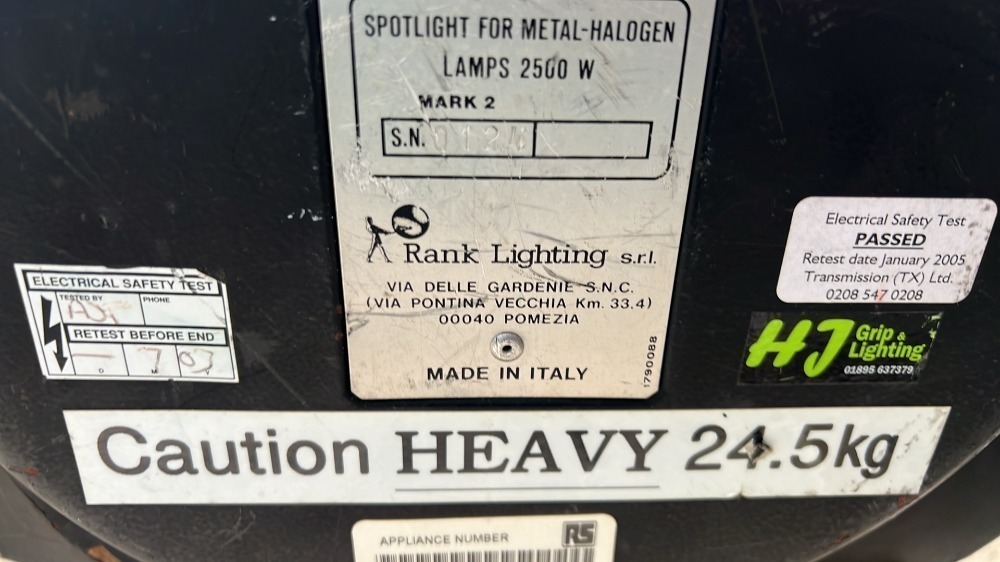 SPOTLIGHT FOR METAL-HALOGEN
LAMPS 2500 W
MARK 2
S.N.
Rank Lighting s.r.l.
VIA DELLE GARDENIE S.N.C.
(VIA PONTINA VECCHIA Km. 33.4)
00040 POMEZIA
MADE IN ITALY
1790088
ELECTRICAL SAFETY TEST
TESTED BY
PHONE
RETEST BEFORE END
7 03
D M
Electrical Safety Test
PASSED
Retest date January 2005
Transmission (TX) Ltd.
0208 547 0208
HJ Grip &
Lighting
01895 637379
Caution HEAVY 24.5kg
APPLIANCE NUMBER
RS